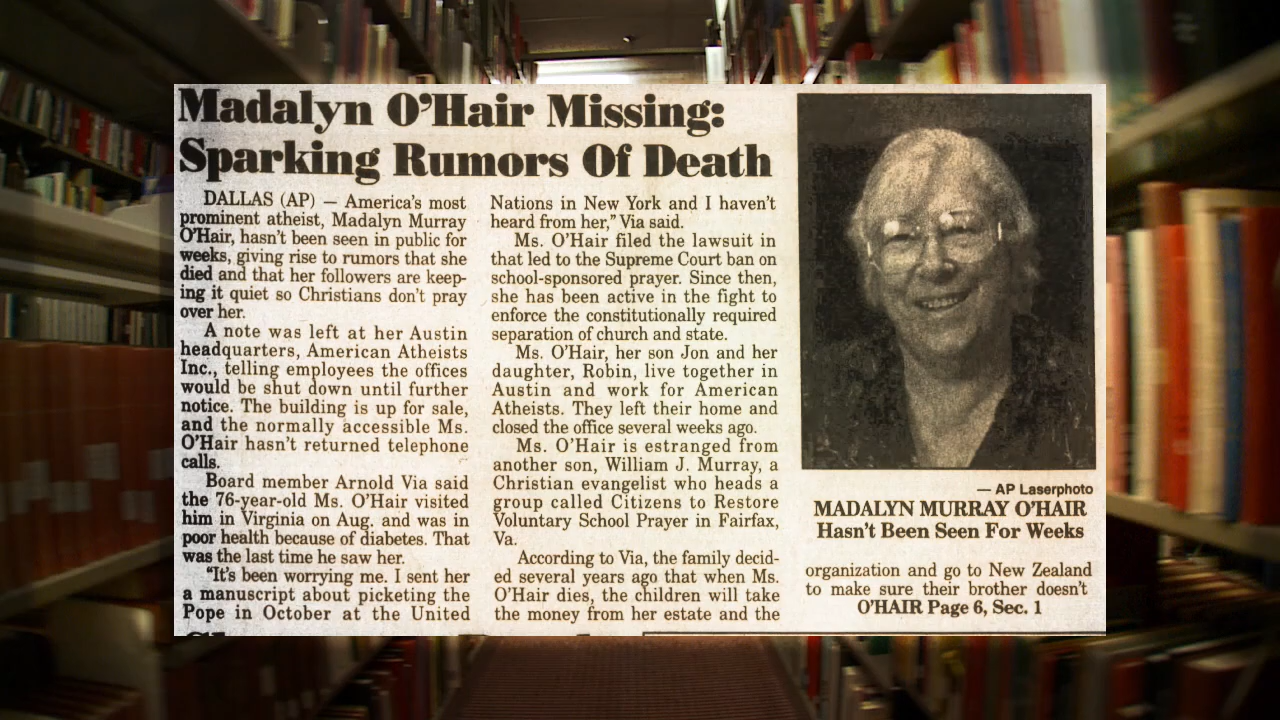 Madalyn O'Hair Missing:
Sparking Rumors Of Death
DALLAS (AP) — America's most
prominent atheist, Madalyn Murray
O'Hair, hasn't been seen in public for
weeks, giving rise to rumors that she
died and that her followers are keep-
ing it quiet so Christians don't pray
over her.
A note was left at her Austin
headquarters, American Atheists
Inc., telling employees the offices
would be shut down until further
notice. The building is up for sale,
and the normally accessible Ms.
O'Hair hasn't returned telephone
calls.
Board member Arnold Via said
the 76-year-old Ms. O'Hair visited
him in Virginia on Aug. and was in
poor health because of diabetes. That
was the last time he saw her.
"It's been worrying me. I sent her
a manuscript about picketing the
Pope in October at the United
Nations in New York and I haven't
heard from her," Via said.
Ms. O'Hair filed the lawsuit in
that led to the Supreme Court ban on
school-sponsored prayer. Since then,
she has been active in the fight to
enforce the constitutionally required
separation of church and state.
Ms. O'Hair, her son Jon and her
daughter, Robin, live together in
Austin and work for American
Atheists. They left their home and
closed the office several weeks ago.
Ms. O'Hair is estranged from
another son, William J. Murray, a
Christian evangelist who heads a
group called Citizens to Restore
Voluntary School Prayer in Fairfax,
Va.
According to Via, the family decid-
ed several years ago that when Ms.
O'Hair dies, the children will take
the money from her estate and the
— AP Laserphoto
MADALYN MURRAY O'HAIR
Hasn't Been Seen For Weeks
organization and go to New Zealand
to make sure their brother doesn't
O'HAIR Page 6, Sec. 1